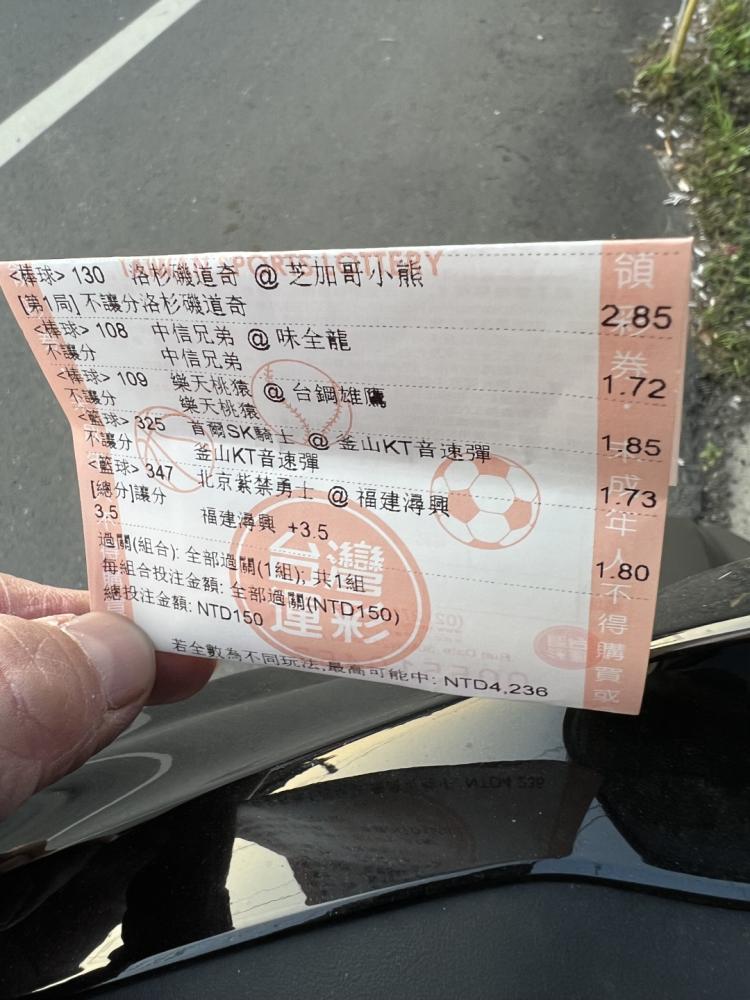 TAIWAN SPORTS LOTTERY
<棒球> 130 洛杉磯道奇 @ 芝加哥小熊
[第1局] 不讓分洛杉磯道奇 2.85
<棒球> 108 中信兄弟 @ 味全龍
不讓分 中信兄弟 1.72
<棒球> 109 樂天桃猿 @ 台鋼雄鷹
不讓分 樂天桃猿 1.85
<籃球> 325 首爾SK騎士 @ 釜山KT音速彈
不讓分 釜山KT音速彈 1.73
<籃球> 347 北京紫禁勇士 @ 福建潯興
[總分]讓分
3.5 福建潯興 +3.5 1.80
過關(組合): 全部過關(1組); 共1組
每組合投注金額: 全部過關(NTD150)
總投注金額: NTD150
若全數為不同玩法,最高可能中: NTD4,236
台灣
運彩
領彩券．未成年人不得購買或